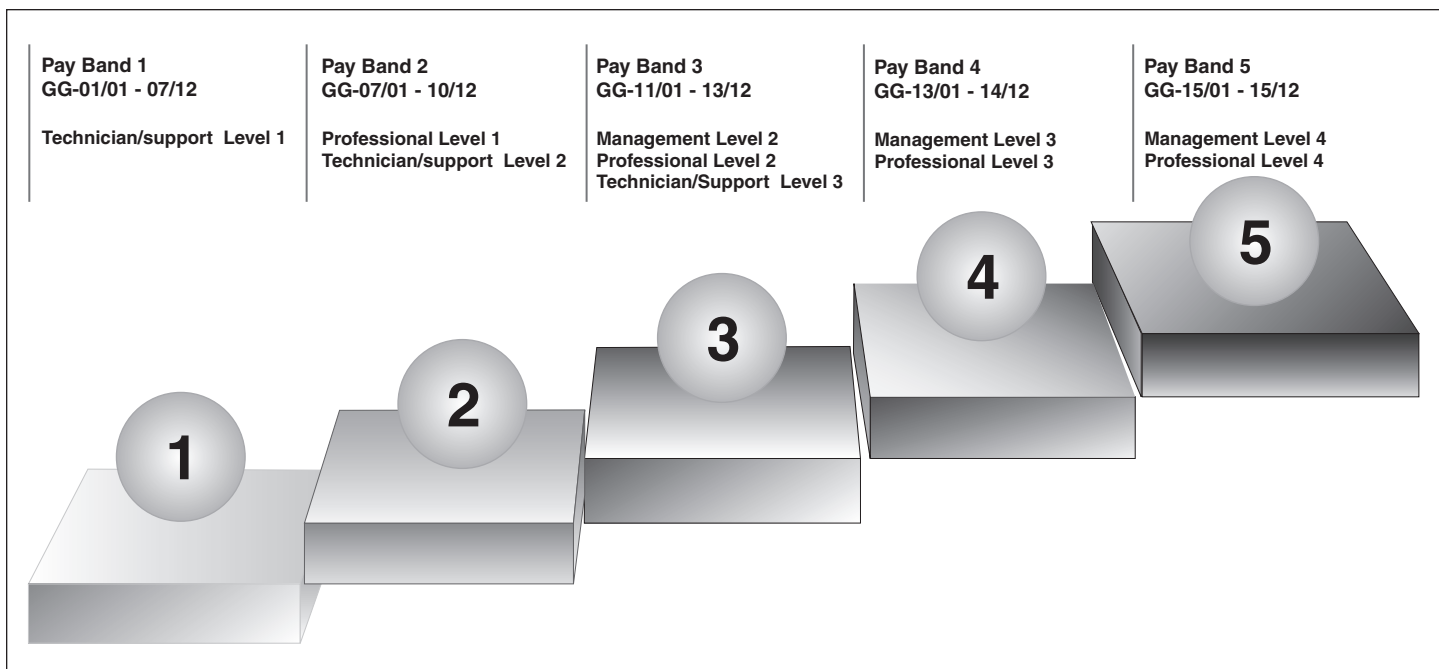 Pay Band 1
GG-01/01 - 07/12
Technician/support Level 1
Pay Band 2
GG-07/01 - 10/12
Professional Level 1
Technician/support Level 2
Pay Band 3
GG-11/01 - 13/12
Management Level 2
Professional Level 2
Technician/Support Level 3
Pay Band 4
GG-13/01 - 14/12
Management Level 3
Professional Level 3
Pay Band 5
GG-15/01 - 15/12
Management Level 4
Professional Level 4
1
2
3
4
5